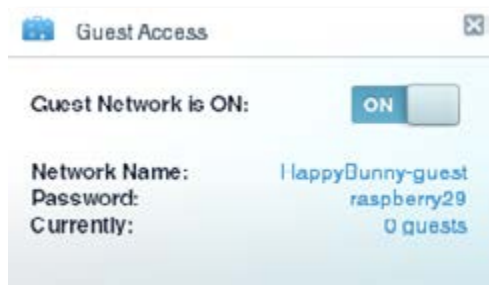 Guest Access
Guest Network is ON:
ON
Network Name: HappyBunny-guest
Password: raspberry29
Currently: 0 guests